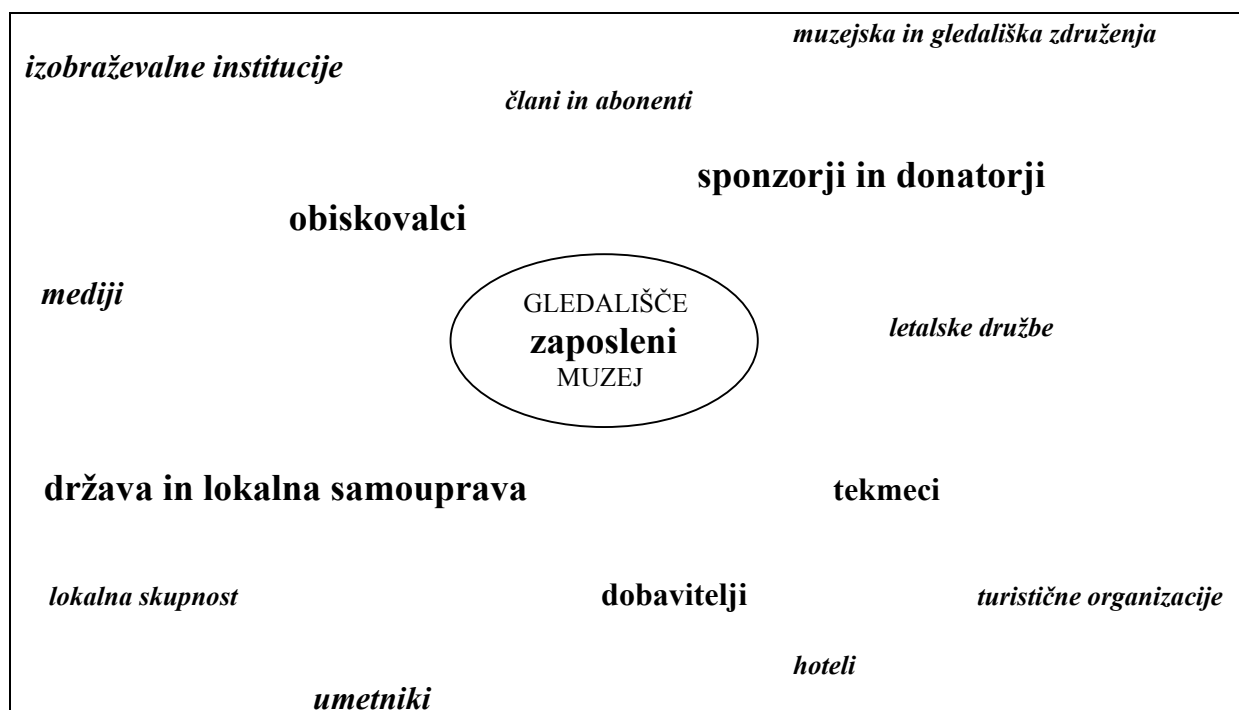 muzejska in gledališka združenja
izobraževalne institucije
člani in abonenti
sponzorji in donatorji
obiskovalci
mediji
GLEDALIŠČE
zaposleni
MUZEJ
letalske družbe
država in lokalna samouprava
tekmeci
lokalna skupnost
dobavitelji
turistične organizacije
hoteli
umetniki